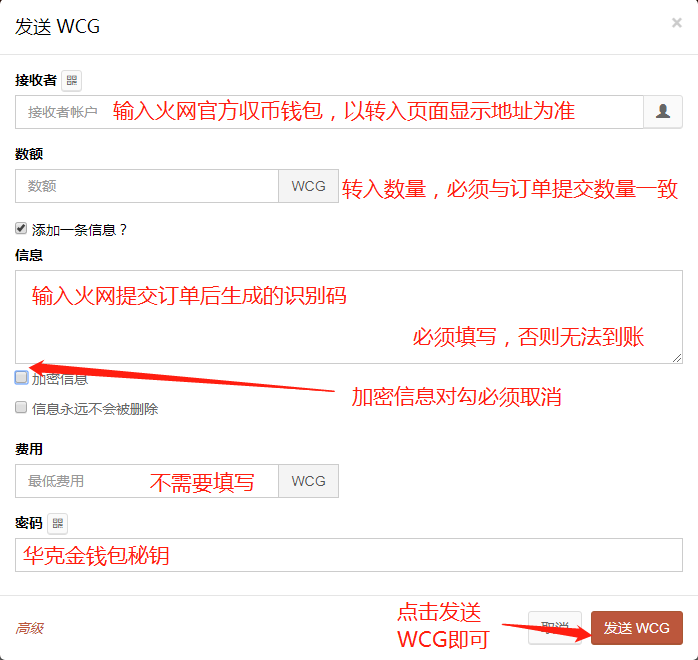 发送 WCG
×
接收者
接收者帐户 输入火网官方収币钱包，以转入页面显示地址为准
数额
数额 WCG 转入数量，必须与订单提交数量一致
添加一条信息？
信息
输入火网提交订单后生成的识别码
必须填写，否则无法到账
加密信息
加密信息对勾必须取消
信息永远不会被删除
费用
最低费用 不需要填写 WCG
密码
华克金钱包秘钥
点击发送
WCG即可
高级 取消 发送 WCG